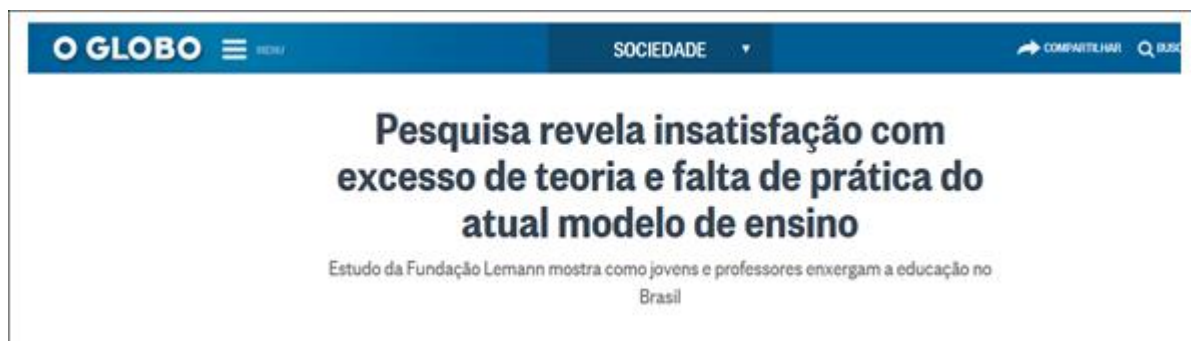 O GLOBO MENU SOCIEDADE COMPARTILHAR
Pesquisa revela insatisfação com
excesso de teoria e falta de prática do
atual modelo de ensino
Estudo da Fundação Lemann mostra como jovens e professores enxergam a educação no
Brasil